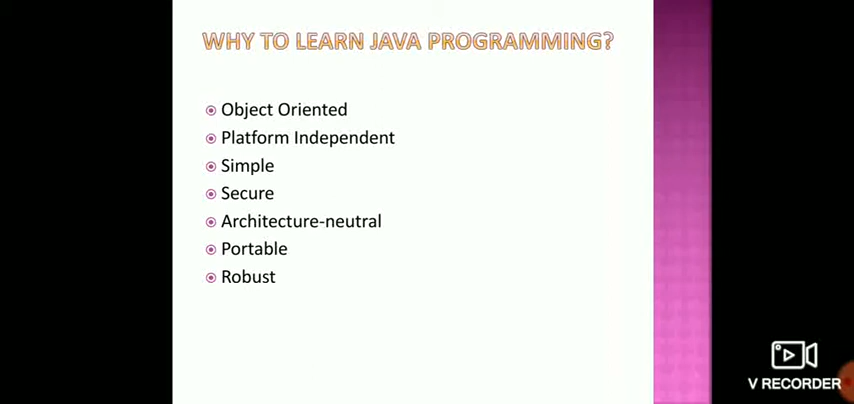 WHY TO LEARN JAVA PROGRAMMING?
Object Oriented
Platform Independent
Simple
Secure
Architecture-neutral
Portable
Robust
V RECORDER